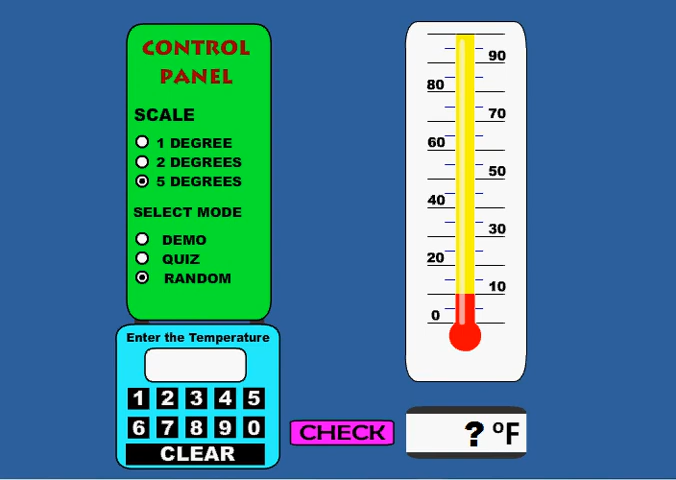 CONTROL
PANEL
SCALE
1 DEGREE
2 DEGREES
5 DEGREES
SELECT MODE
DEMO
QUIZ
RANDOM
Enter the Temperature
1 2 3 4 5
6 7 8 9 0
CLEAR
CHECK
90
80
70
60
50
40
30
20
10
0
? ºF